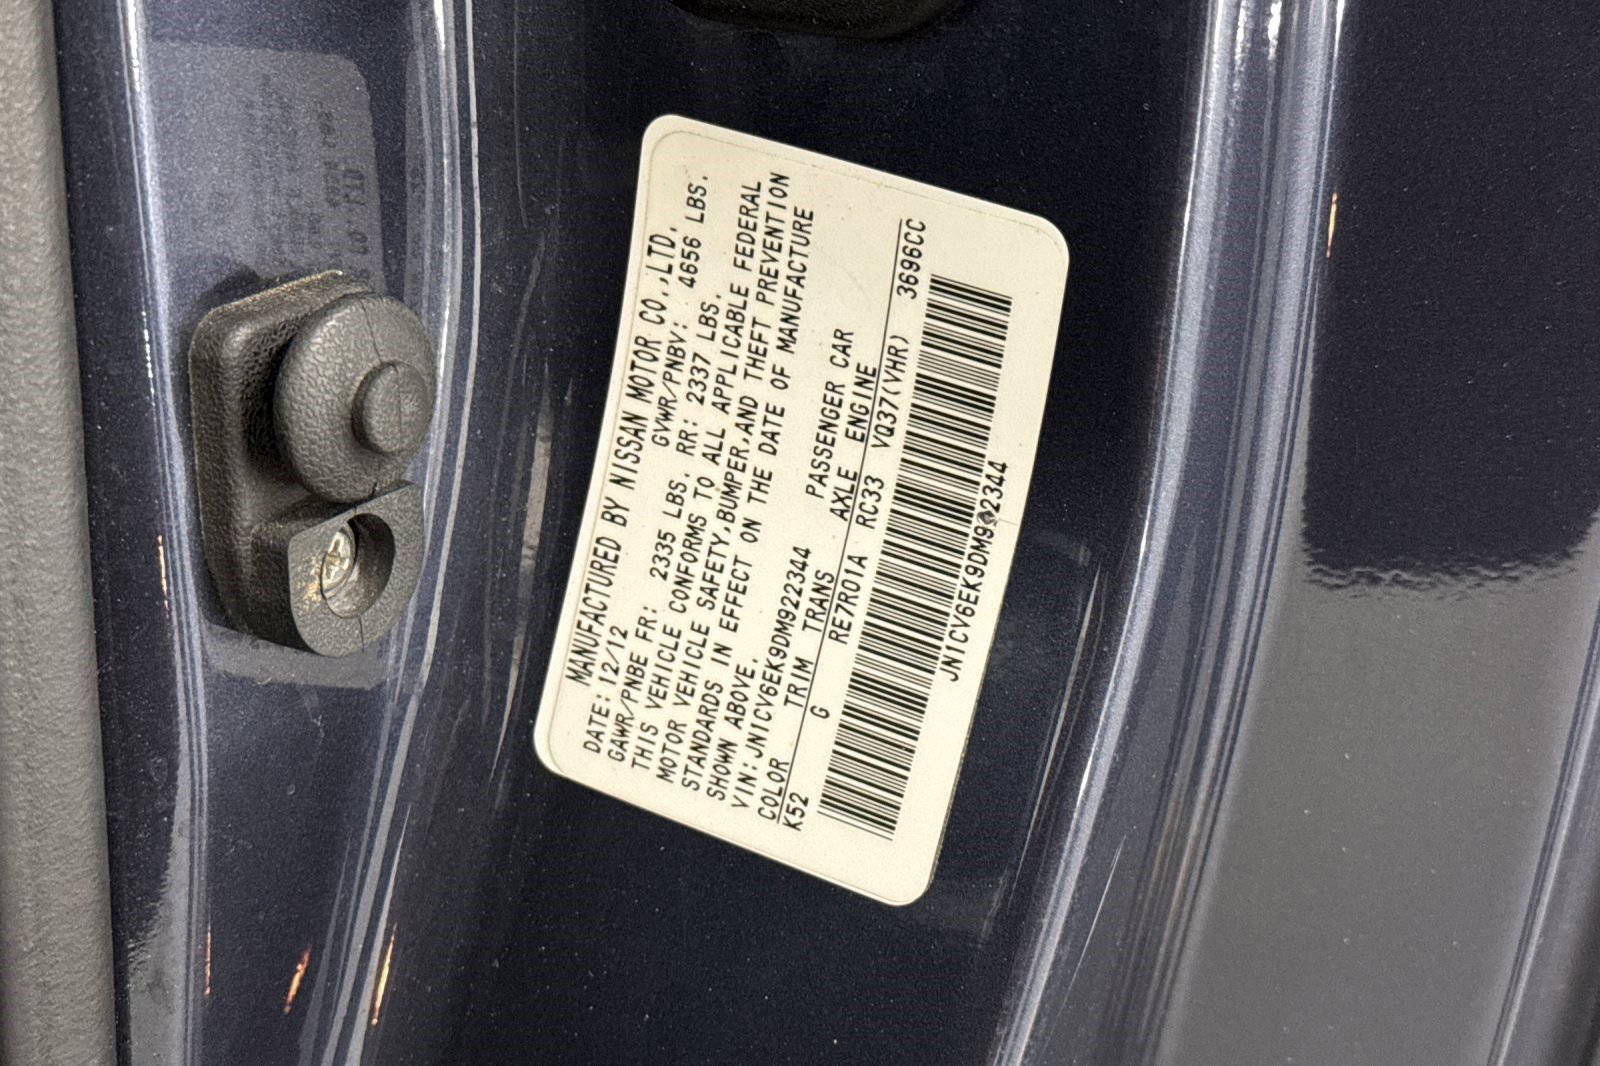 MANUFACTURED BY NISSAN MOTOR CO.,LTD.
DATE: 12/12 GVWR/PNBV: 4656 LBS.
GAWR/PNBE FR: 2335 LBS. RR: 2337 LBS.
THIS VEHICLE CONFORMS TO ALL APPLICABLE FEDERAL
MOTOR VEHICLE SAFETY,BUMPER,AND THEFT PREVENTION
STANDARDS IN EFFECT ON THE DATE OF MANUFACTURE
SHOWN ABOVE.
VIN: JN1CV6EK9DM922344 PASSENGER CAR
COLOR TRIM TRANS AXLE ENGINE
K52 G RE7R01A RC33 VQ37(VHR) 3696CC
JN1CV6EK9DM922344